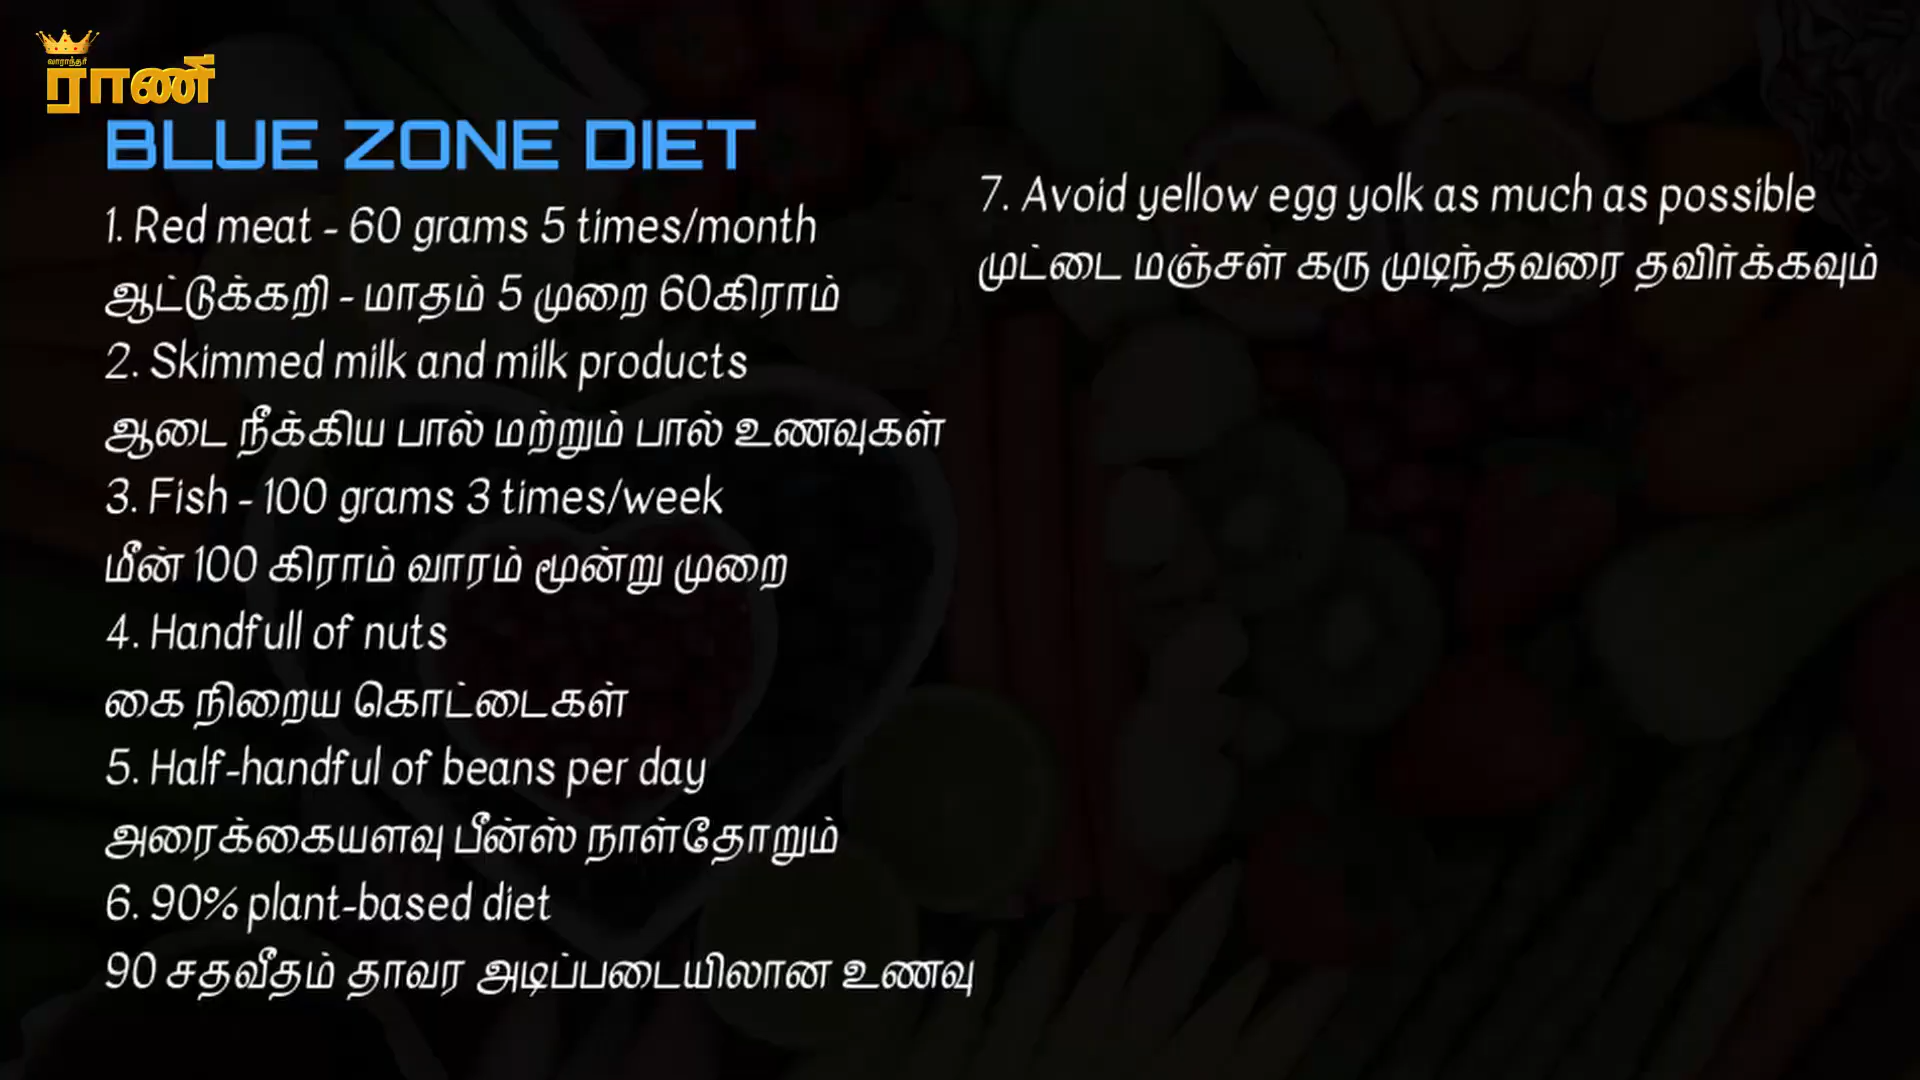 வாராந்தரி
ராணி
BLUE ZONE DIET
1. Red meat - 60 grams 5 times/month
ஆட்டுக்கறி - மாதம் 5 முறை 60கிராம்
2. Skimmed milk and milk products
ஆடை நீக்கிய பால் மற்றும் பால் உணவுகள்
3. Fish - 100 grams 3 times/week
மீன் 100 கிராம் வாரம் மூன்று முறை
4. Handfull of nuts
கை நிறைய கொட்டைகள்
5. Half-handful of beans per day
அரைக்கையளவு பீன்ஸ் நாள்தோறும்
6. 90% plant-based diet
90 சதவீதம் தாவர அடிப்படையிலான உணவு
7. Avoid yellow egg yolk as much as possible
முட்டை மஞ்சள் கரு முடிந்தவரை தவிர்க்கவும்